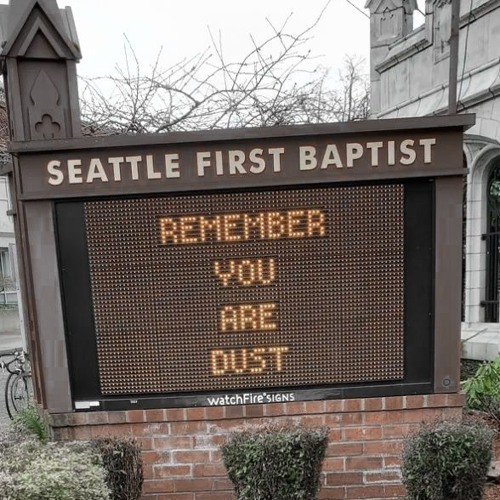 SEATTLE FIRST BAPTIST
REMEMBER
YOU
ARE
DUST
watchFire SIGNS